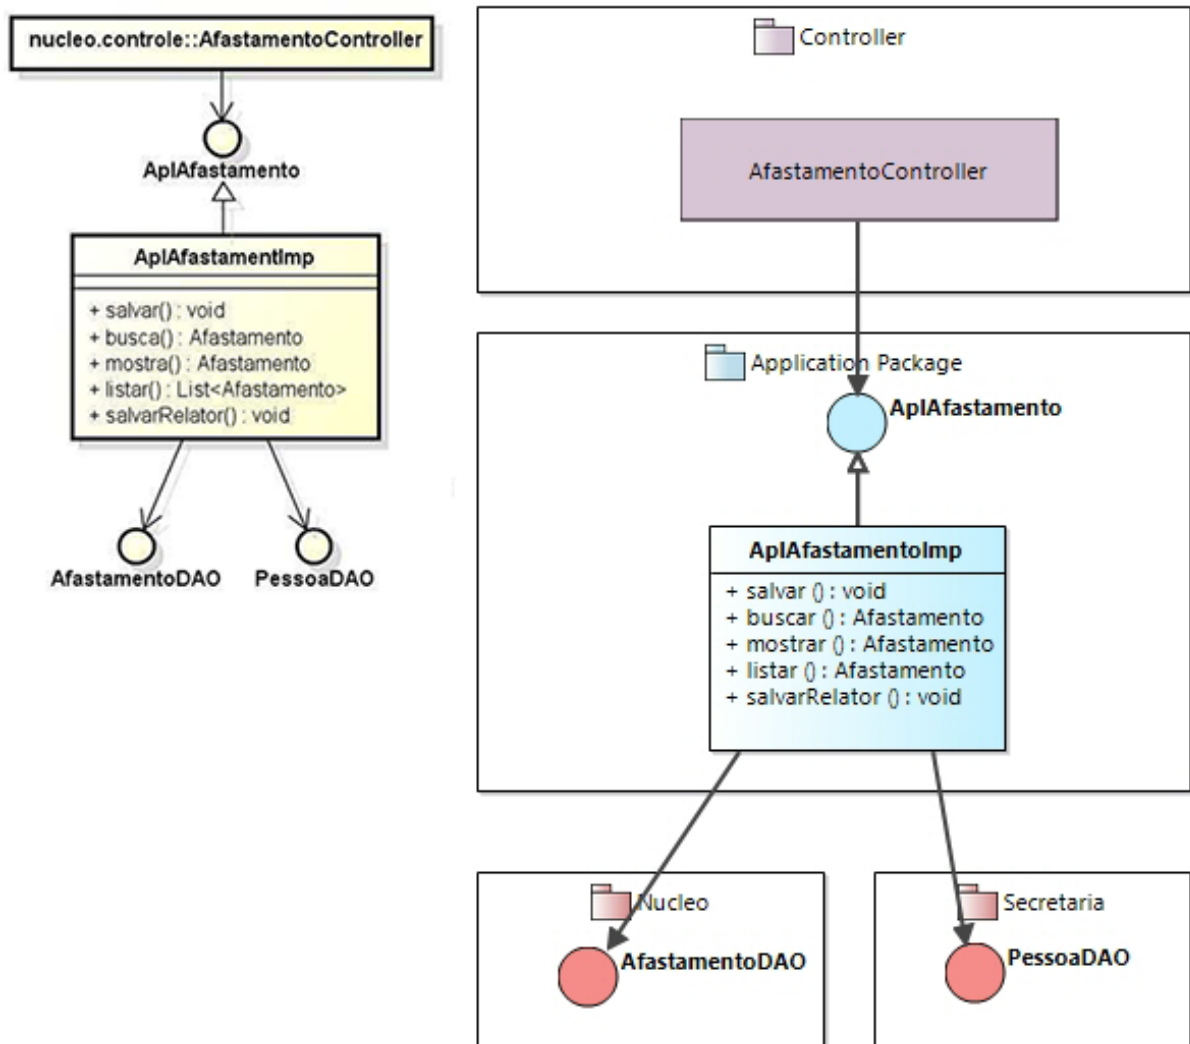 nucleo.controle::AfastamentoController
AplAfastamento
AplAfastamentImp
+ salvar() : void
+ busca() : Afastamento
+ mostra() : Afastamento
+ listar() : List<Afastamento>
+ salvarRelator() : void
AfastamentoDAO
PessoaDAO
Controller
AfastamentoController
Application Package
AplAfastamento
AplAfastamentoImp
+ salvar () : void
+ buscar () : Afastamento
+ mostrar () : Afastamento
+ listar () : Afastamento
+ salvarRelator () : void
Nucleo
AfastamentoDAO
Secretaria
PessoaDAO